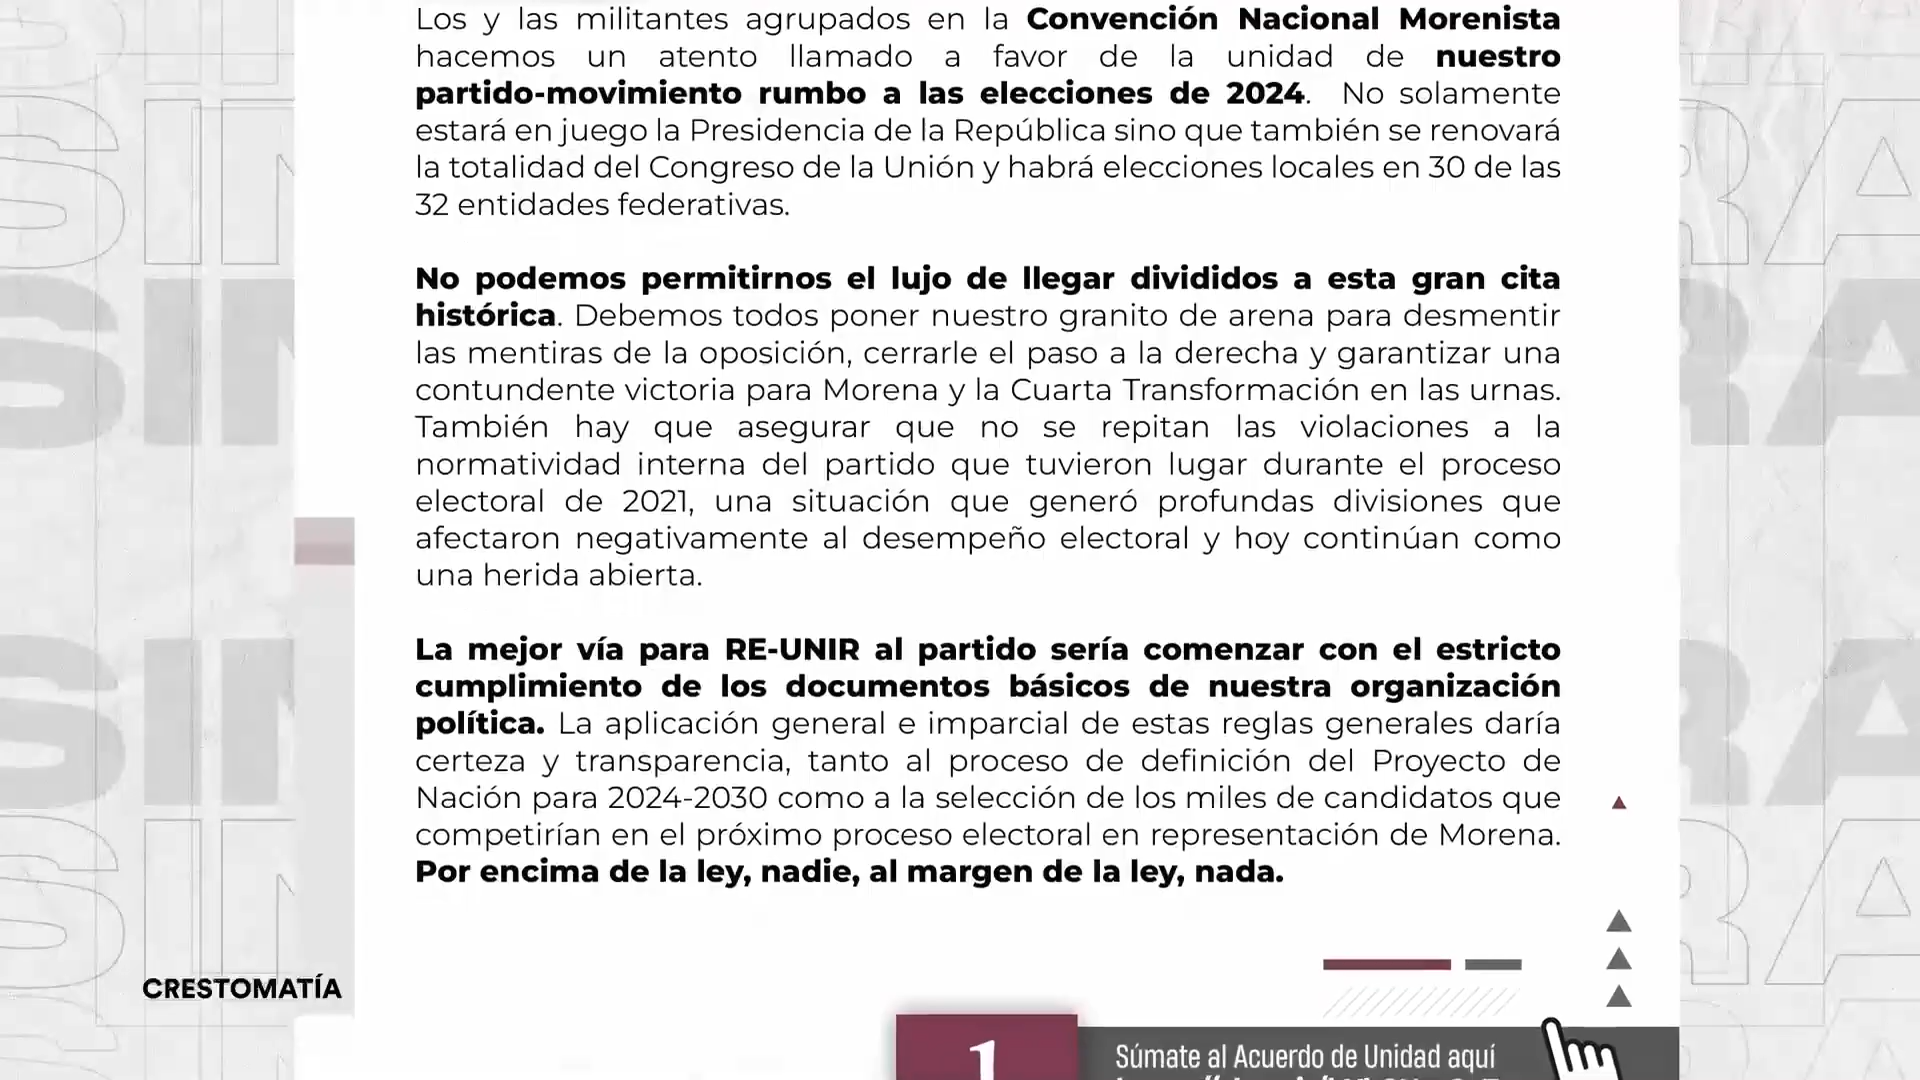 Los y las militantes agrupados en la Convención Nacional Morenista
hacemos un atento llamado a favor de la unidad de nuestro
partido-movimiento rumbo a las elecciones de 2024. No solamente
estará en juego la Presidencia de la República sino que también se renovará
la totalidad del Congreso de la Unión y habrá elecciones locales en 30 de las
32 entidades federativas.
No podemos permitirnos el lujo de llegar divididos a esta gran cita
histórica. Debemos todos poner nuestro granito de arena para desmentir
las mentiras de la oposición, cerrarle el paso a la derecha y garantizar una
contundente victoria para Morena y la Cuarta Transformación en las urnas.
También hay que asegurar que no se repitan las violaciones a la
normatividad interna del partido que tuvieron lugar durante el proceso
electoral de 2021, una situación que generó profundas divisiones que
afectaron negativamente al desempeño electoral y hoy continúan como
una herida abierta.
La mejor vía para RE-UNIR al partido sería comenzar con el estricto
cumplimiento de los documentos básicos de nuestra organización
política. La aplicación general e imparcial de estas reglas generales daría
certeza y transparencia, tanto al proceso de definición del Proyecto de
Nación para 2024-2030 como a la selección de los miles de candidatos que
competirían en el próximo proceso electoral en representación de Morena.
Por encima de la ley, nadie, al margen de la ley, nada.
CRESTOMATÍA
1
Súmate al Acuerdo de Unidad aquí